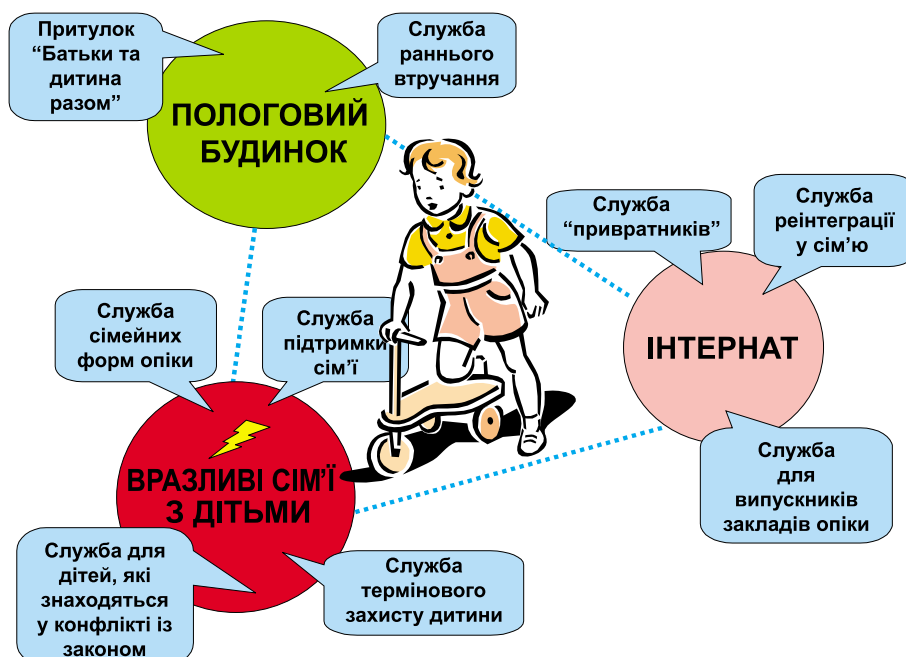 Притулок
“Батьки та
дитина
разом”
Служба
раннього
втручання
ПОЛОГОВИЙ
БУДИНОК
Служба
“привратників”
Служба
реінтеграції
у сім’ю
ІНТЕРНАТ
Служба
для
випускників
закладів опіки
Служба
сімейних
форм опіки
Служба
підтримки
сім’ї
ВРАЗЛИВІ СІМ’Ї
З ДІТЬМИ
Служба для
дітей, які
знаходяться
у конфлікті із
законом
Служба
термінового
захисту дитини